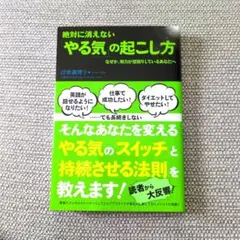 絶対に消えない
やる気の起こし方
なぜか、努力が空回りしているあなたへ
英語が
話せるように
なりたい!
仕事で
成功したい!
ダイエットして
やせたい!
……でも長続きしない
そんなあなたを変える
やる気のスイッチと
持続させる法則
を教えます!
読者から
大反響!